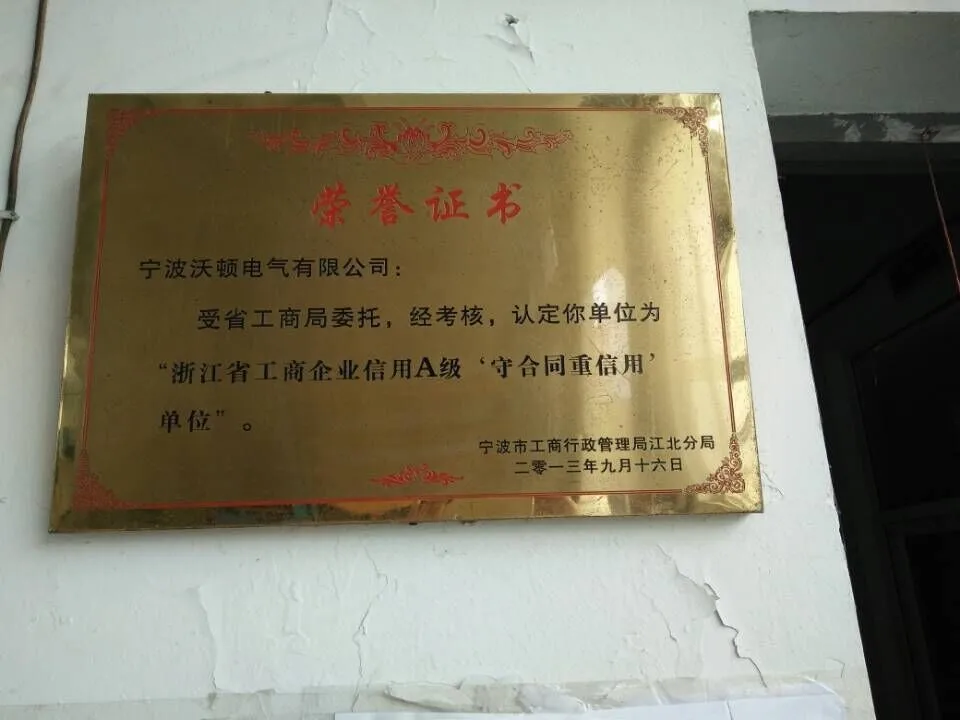 荣誉证书
宁波沃顿电气有限公司：
受省工商局委托，经考核，认定你单位为
“浙江省工商企业信用A级‘守合同重信用’
单位”。
宁波市工商行政管理局江北分局
二零一三年九月十六日